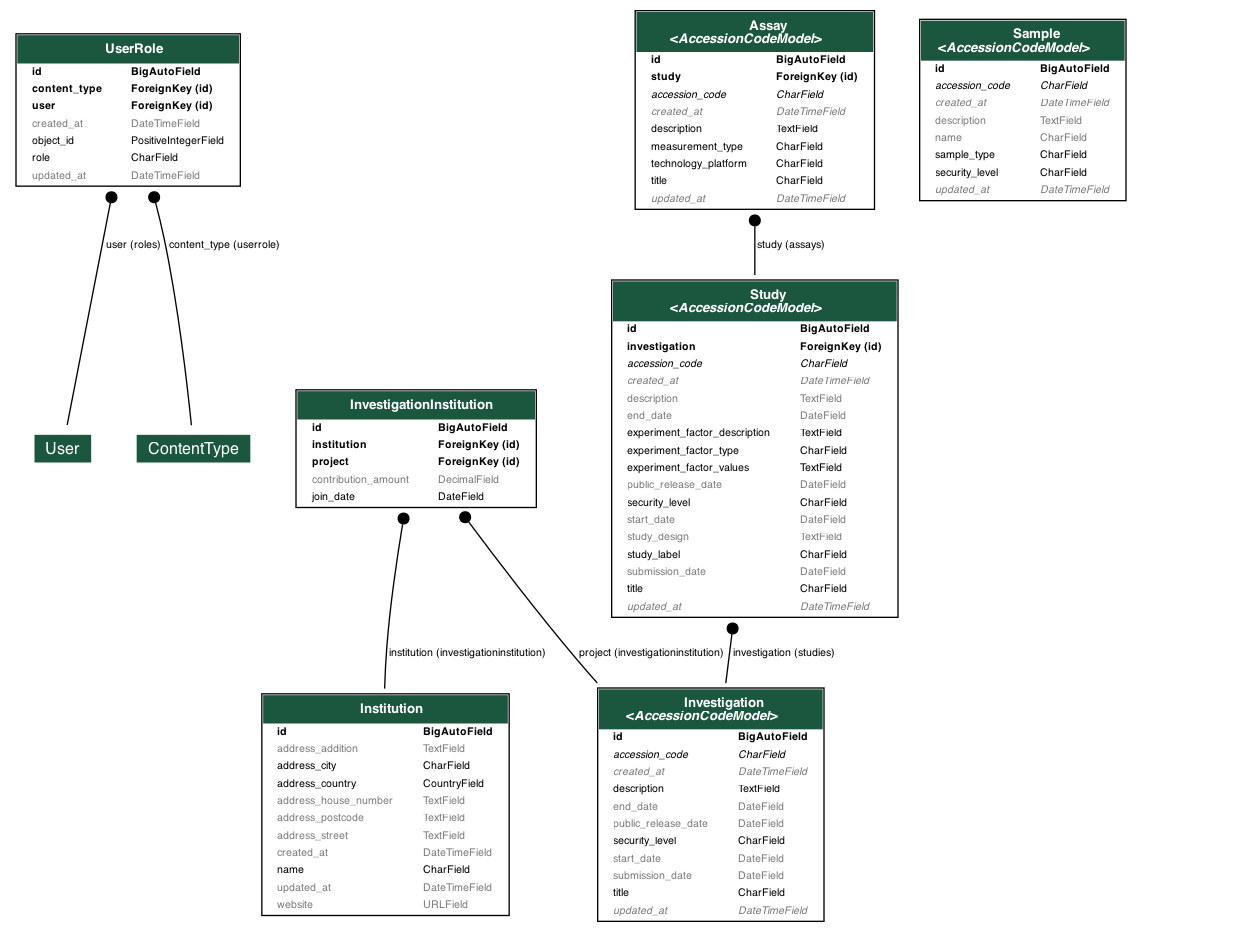 UserRole
id BigAutoField
content_type ForeignKey (id)
user ForeignKey (id)
created_at DateTimeField
object_id PositiveIntegerField
role CharField
updated_at DateTimeField
user (roles)
content_type (userrole)
User
ContentType
Assay
<AccessionCodeModel>
id BigAutoField
study ForeignKey (id)
accession_code CharField
created_at DateTimeField
description TextField
measurement_type CharField
technology_platform CharField
title CharField
updated_at DateTimeField
study (assays)
Sample
<AccessionCodeModel>
id BigAutoField
accession_code CharField
created_at DateTimeField
description TextField
name CharField
sample_type CharField
security_level CharField
updated_at DateTimeField
Study
<AccessionCodeModel>
id BigAutoField
investigation ForeignKey (id)
accession_code CharField
created_at DateTimeField
description TextField
end_date DateField
experiment_factor_description TextField
experiment_factor_type CharField
experiment_factor_values TextField
public_release_date DateField
security_level CharField
start_date DateField
study_design TextField
study_label CharField
submission_date DateField
title CharField
updated_at DateTimeField
InvestigationInstitution
id BigAutoField
institution ForeignKey (id)
project ForeignKey (id)
contribution_amount DecimalField
join_date DateField
institution (investigationinstitution)
project (investigationinstitution)
investigation (studies)
Institution
id BigAutoField
address_addition TextField
address_city CharField
address_country CountryField
address_house_number TextField
address_postcode TextField
address_street TextField
created_at DateTimeField
name CharField
updated_at DateTimeField
website URLField
Investigation
<AccessionCodeModel>
id BigAutoField
accession_code CharField
created_at DateTimeField
description TextField
end_date DateField
public_release_date DateField
security_level CharField
start_date DateField
submission_date DateField
title CharField
updated_at DateTimeField